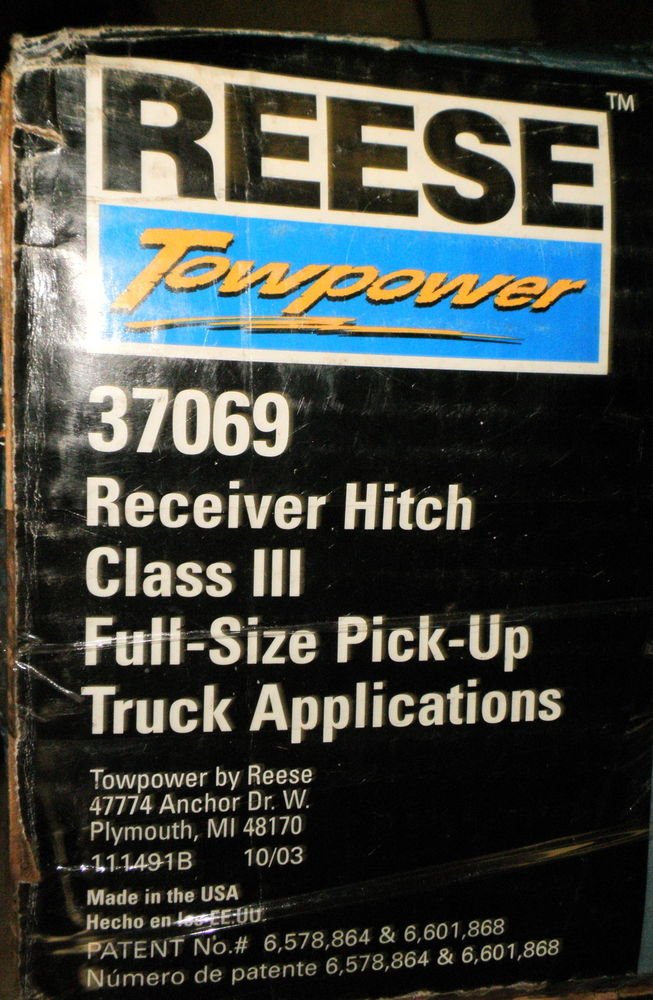 REESE™
Towpower
37069
Receiver Hitch
Class III
Full-Size Pick-Up
Truck Applications
Towpower by Reese
47774 Anchor Dr. W.
Plymouth, MI 48170
111491B 10/03
Made in the USA
Hecho en los EE.UU.
PATENT No.# 6,578,864 & 6,601,868
Número de patente 6,578,864 & 6,601,868